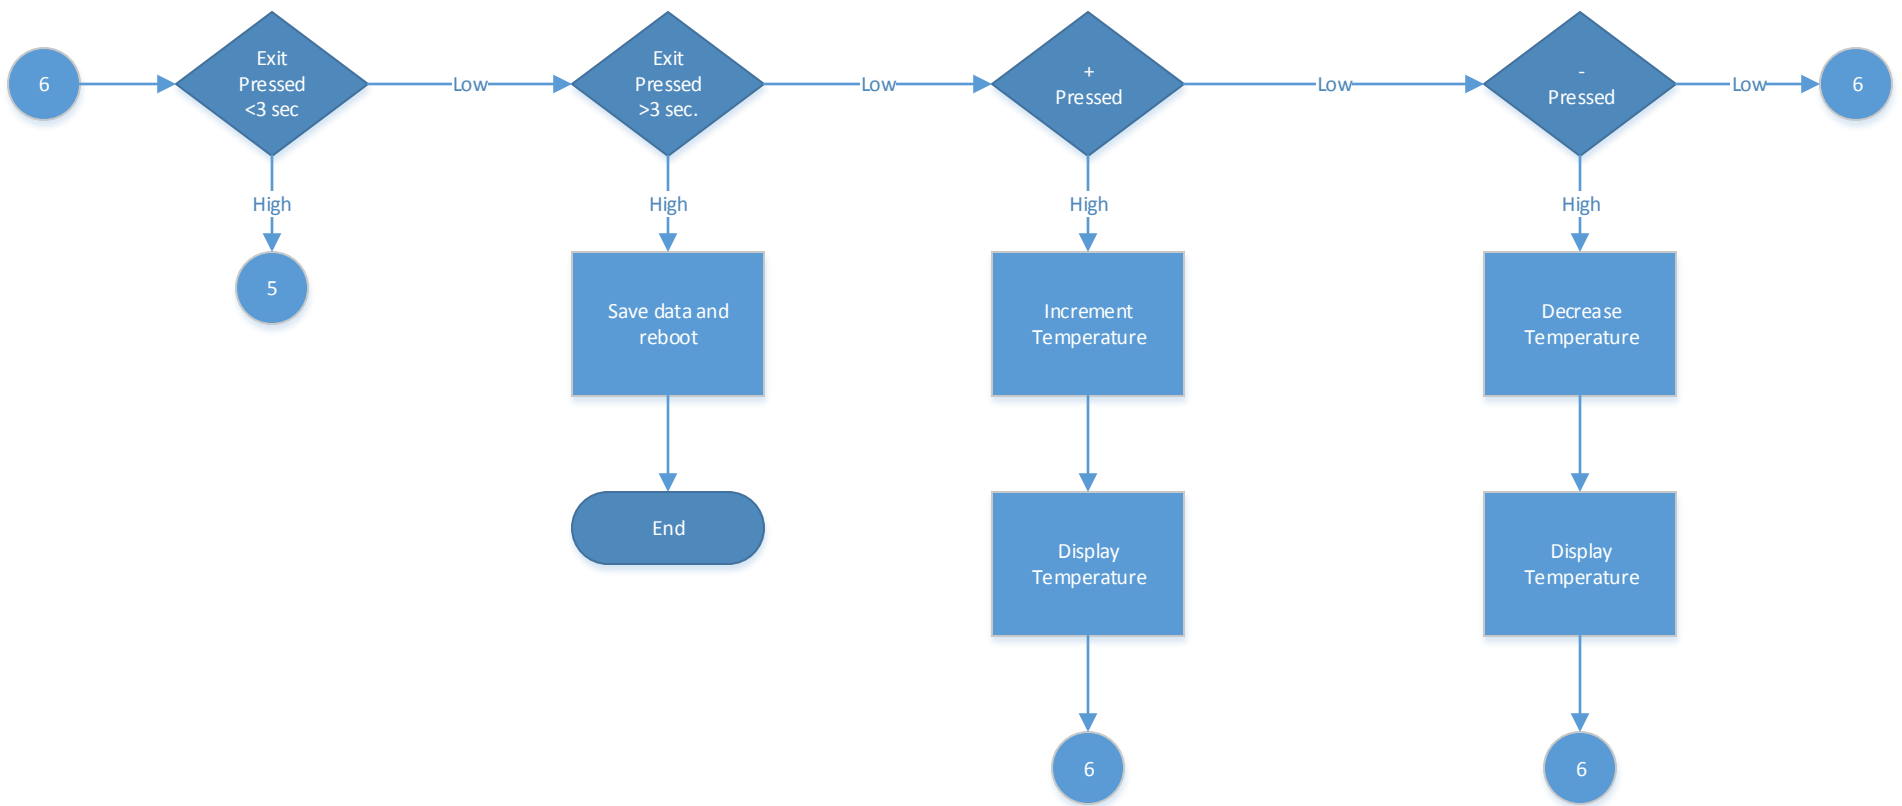 6
Exit
Pressed
<3 sec
Low
Exit
Pressed
>3 sec.
Low
+
Pressed
Low
-
Pressed
Low
6
High
High
High
High
5
Save data and
reboot
Increment
Temperature
Decrease
Temperature
End
Display
Temperature
Display
Temperature
6
6